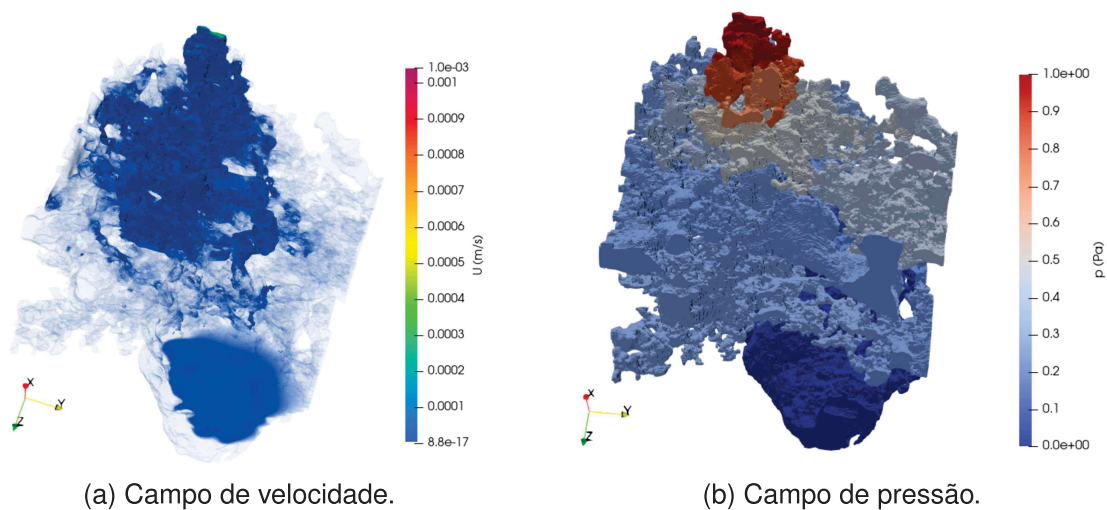 1.0e-03
0.001
0.0009
0.0008
0.0007
0.0006
0.0005
0.0004
0.0003
0.0002
0.0001
8.8e-17
U (m/s)
X
Y
Z
(a) Campo de velocidade.
1.0e+00
0.9
0.8
0.7
0.6
0.5
0.4
0.3
0.2
0.1
0.0e+00
p (Pa)
X
Y
Z
(b) Campo de pressão.